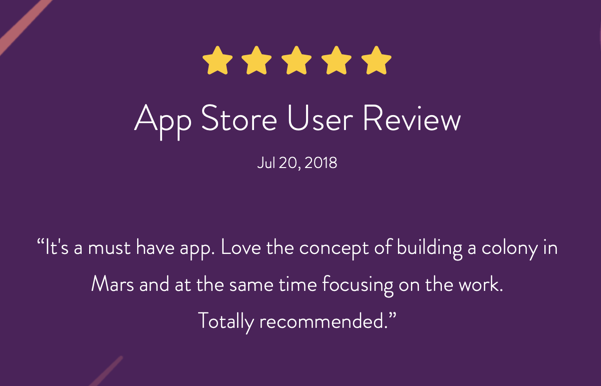 App Store User Review
Jul 20, 2018
“It's a must have app. Love the concept of building a colony in
Mars and at the same time focusing on the work.
Totally recommended.”